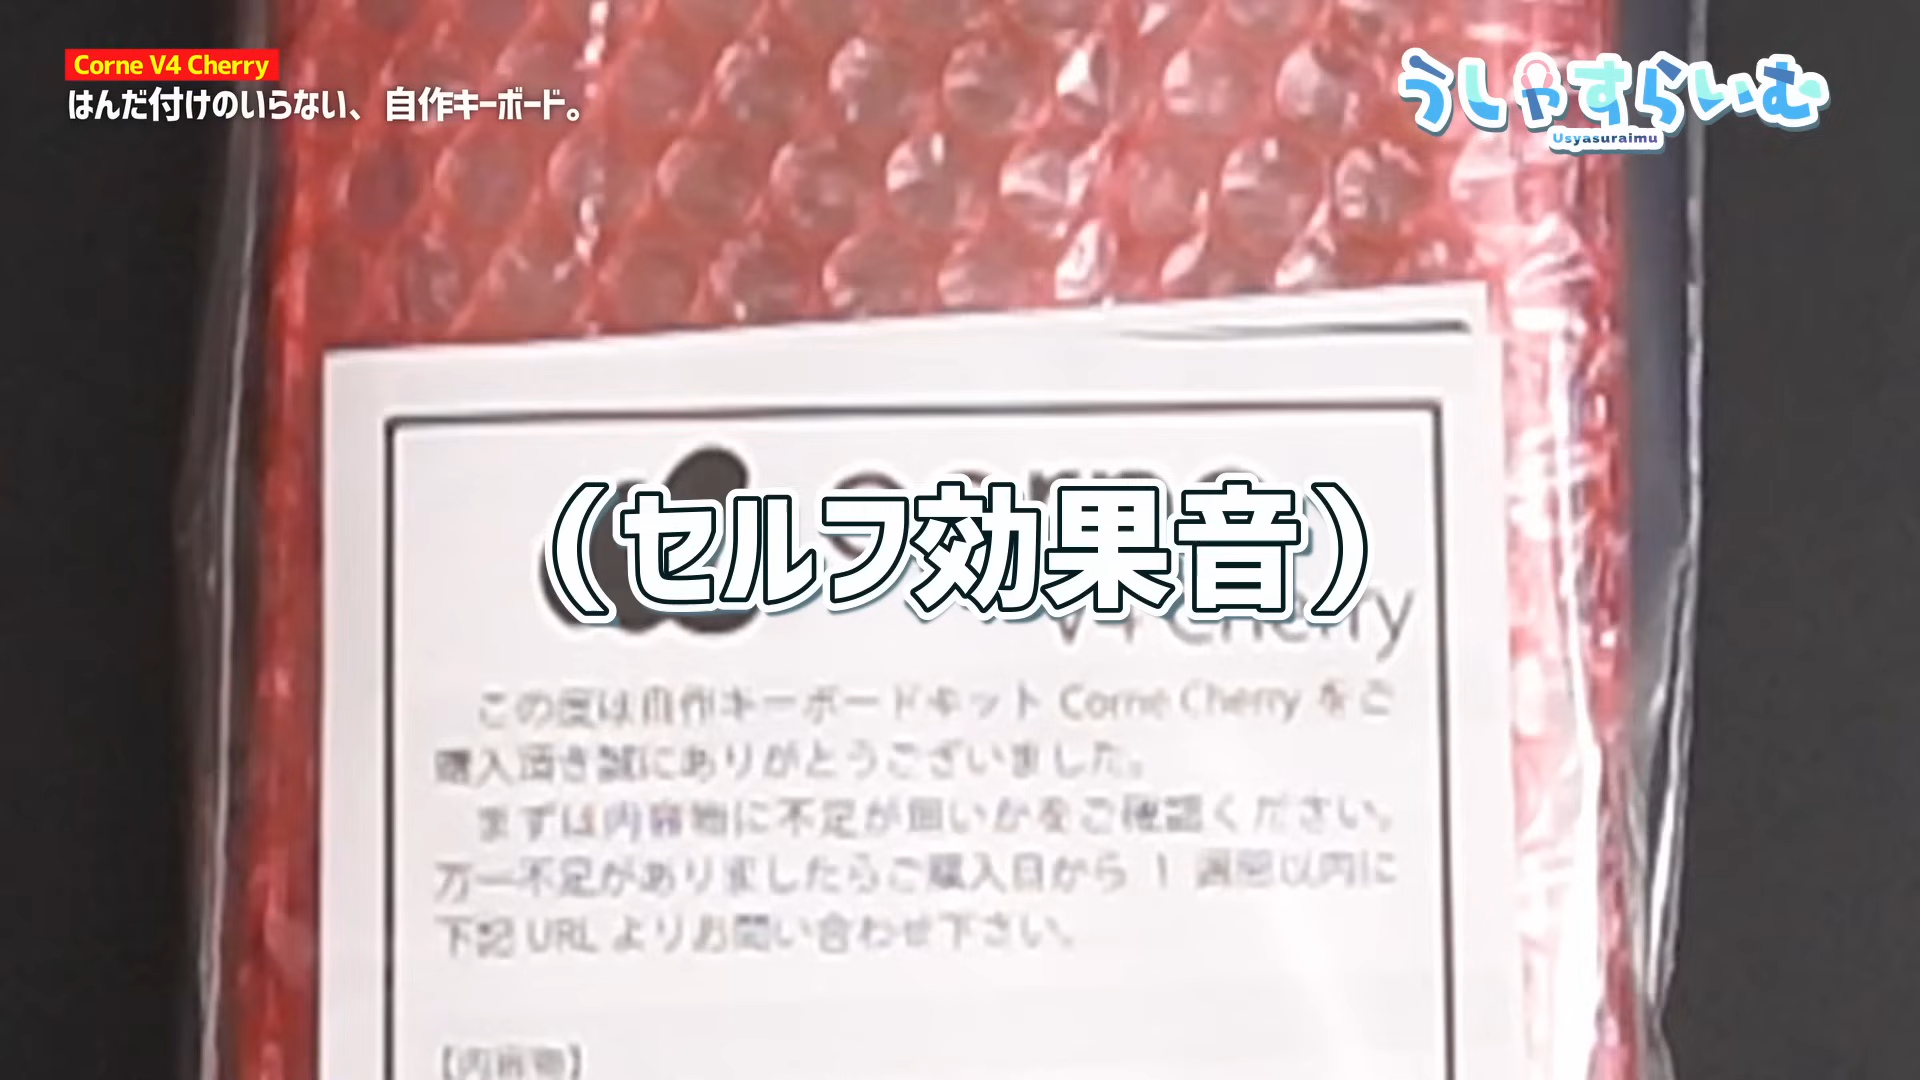 Corne V4 Cherry
はんだ付けのいらない、自作キーボード。
うしゃすらいむ
Usyasuraimu
（セルフ効果音）
V4 Cherry
この度は自作キーボードキット Corne Cherry をご
購入頂き誠にありがとうございました。
まずは内容物に不足が無いかをご確認ください。
万一不足がありましたらご購入日から 1 週間以内に
下記 URL よりお問い合わせ下さい。
【内容物】